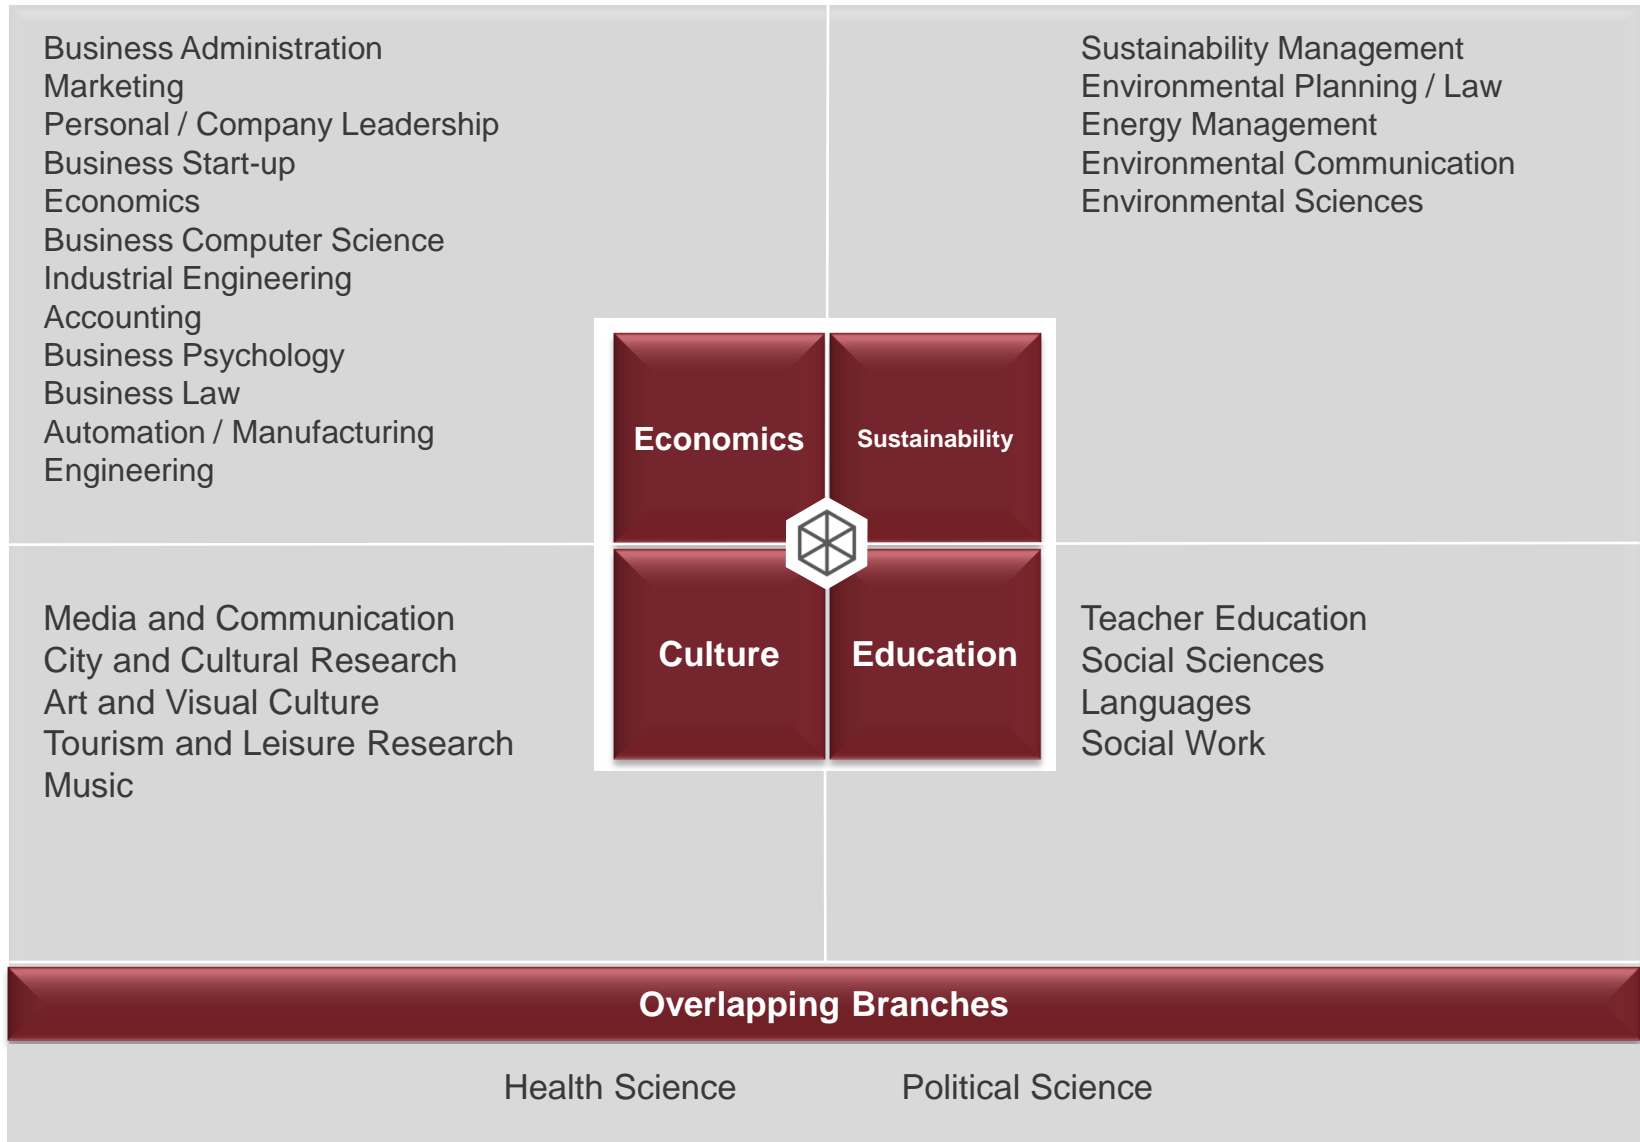 Business Administration
Marketing
Personal / Company Leadership
Business Start-up
Economics
Business Computer Science
Industrial Engineering
Accounting
Business Psychology
Business Law
Automation / Manufacturing
Engineering
Sustainability Management
Environmental Planning / Law
Energy Management
Environmental Communication
Environmental Sciences
Economics
Sustainability
Culture
Education
Media and Communication
City and Cultural Research
Art and Visual Culture
Tourism and Leisure Research
Music
Teacher Education
Social Sciences
Languages
Social Work
Overlapping Branches
Health Science
Political Science